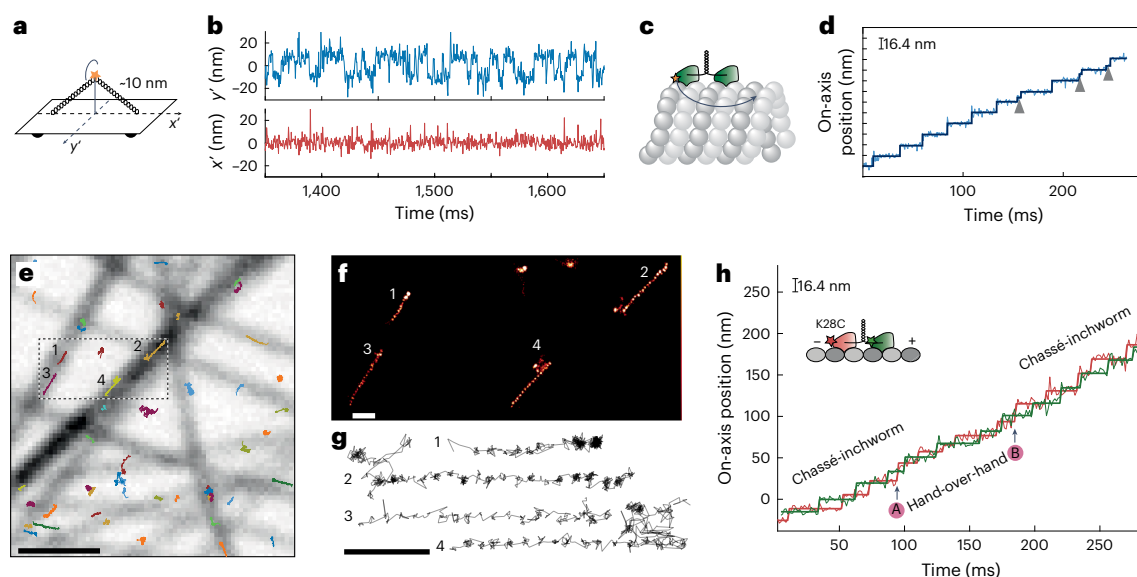 a
~10 nm
x′
y′
b
20
0
−20
y′ (nm)
20
0
−20
x′ (nm)
1,400
1,500
1,600
Time (ms)
c
d
16.4 nm
On-axis
position (nm)
100
200
Time (ms)
e
1
2
3
4
f
1
2
3
4
g
1
2
3
4
h
16.4 nm
250
200
150
100
50
0
On-axis position (nm)
K28C
−
+
Chassé-inchworm
Chassé-inchworm
Hand-over-hand
A
B
50
100
150
200
250
Time (ms)